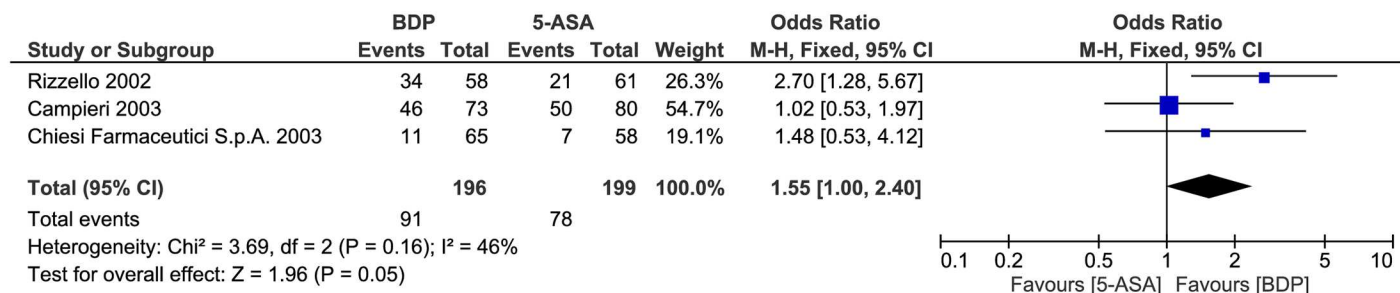 BDP 5-ASA Odds Ratio Odds Ratio
Study or Subgroup Events Total Events Total Weight M-H, Fixed, 95% CI M-H, Fixed, 95% CI
Rizzello 2002 34 58 21 61 26.3% 2.70 [1.28, 5.67]
Campieri 2003 46 73 50 80 54.7% 1.02 [0.53, 1.97]
Chiesi Farmaceutici S.p.A. 2003 11 65 7 58 19.1% 1.48 [0.53, 4.12]
Total (95% CI) 196 199 100.0% 1.55 [1.00, 2.40]
Total events 91 78
Heterogeneity: Chi² = 3.69, df = 2 (P = 0.16); I² = 46%
Test for overall effect: Z = 1.96 (P = 0.05)
0.1 0.2 0.5 1 2 5 10
Favours [5-ASA] Favours [BDP]